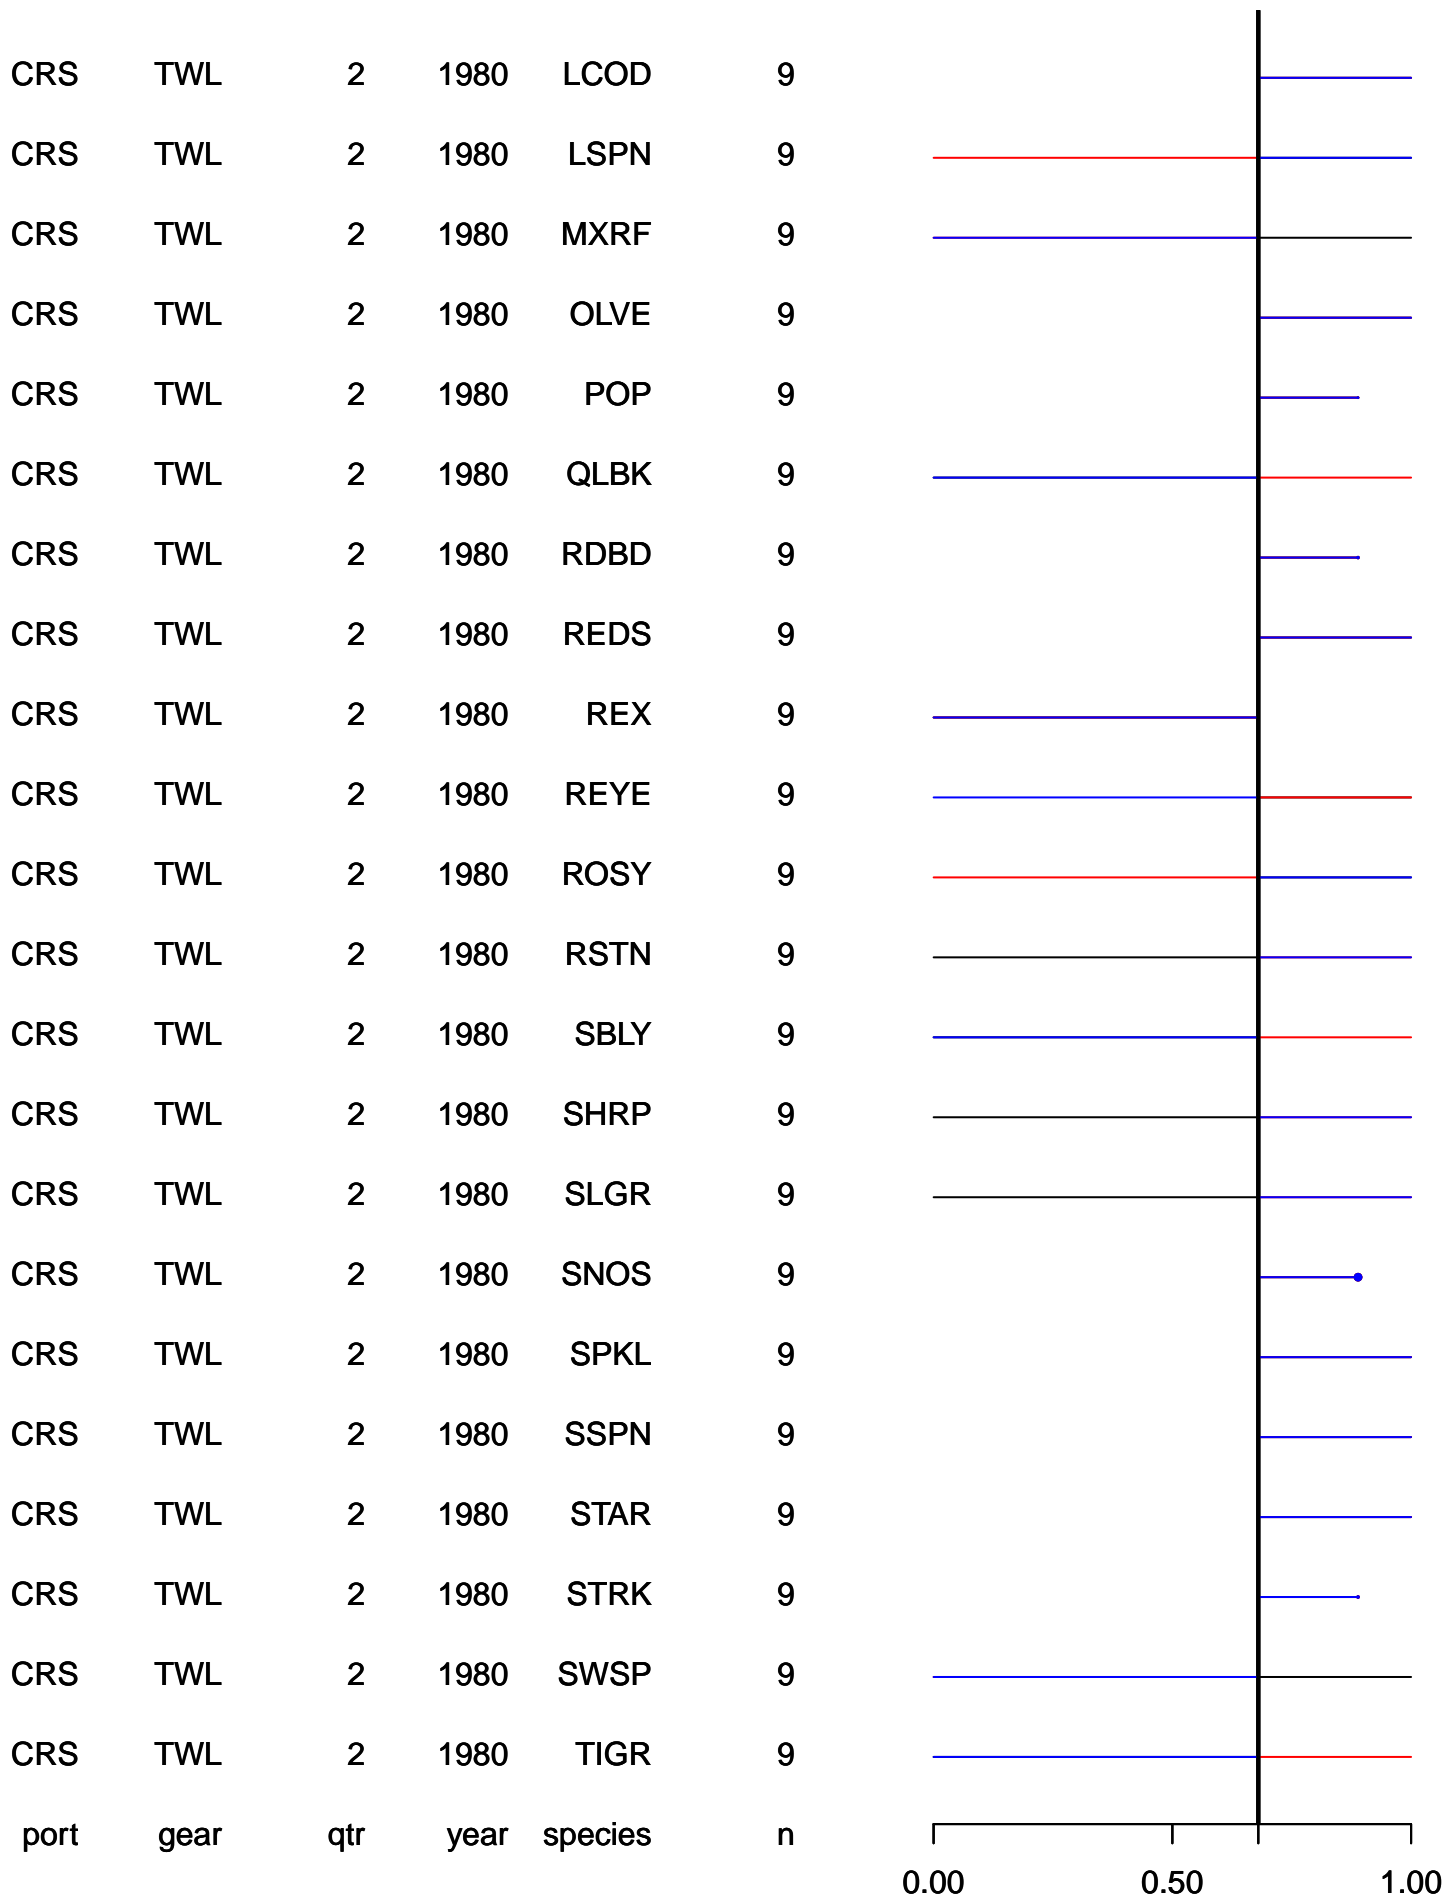 CRS TWL 2 1980 LCOD 9
CRS TWL 2 1980 LSPN 9
CRS TWL 2 1980 MXRF 9
CRS TWL 2 1980 OLVE 9
CRS TWL 2 1980 POP 9
CRS TWL 2 1980 QLBK 9
CRS TWL 2 1980 RDBD 9
CRS TWL 2 1980 REDS 9
CRS TWL 2 1980 REX 9
CRS TWL 2 1980 REYE 9
CRS TWL 2 1980 ROSY 9
CRS TWL 2 1980 RSTN 9
CRS TWL 2 1980 SBLY 9
CRS TWL 2 1980 SHRP 9
CRS TWL 2 1980 SLGR 9
CRS TWL 2 1980 SNOS 9
CRS TWL 2 1980 SPKL 9
CRS TWL 2 1980 SSPN 9
CRS TWL 2 1980 STAR 9
CRS TWL 2 1980 STRK 9
CRS TWL 2 1980 SWSP 9
CRS TWL 2 1980 TIGR 9
port gear qtr year species n
0.00 0.50 1.00